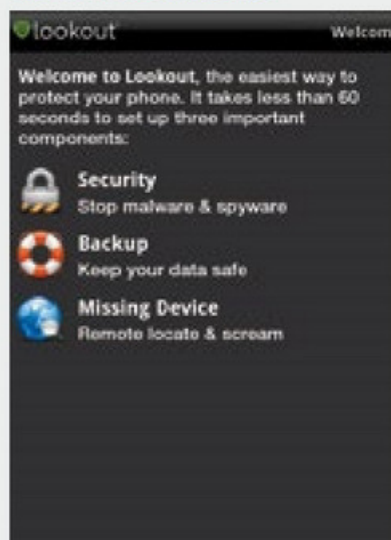 lookout
Welcom
Welcome to Lookout, the easiest way to
protect your phone. It takes less than 60
seconds to set up three important
components:
Security
Stop malware & spyware
Backup
Keep your data safe
Missing Device
Remote locate & scream